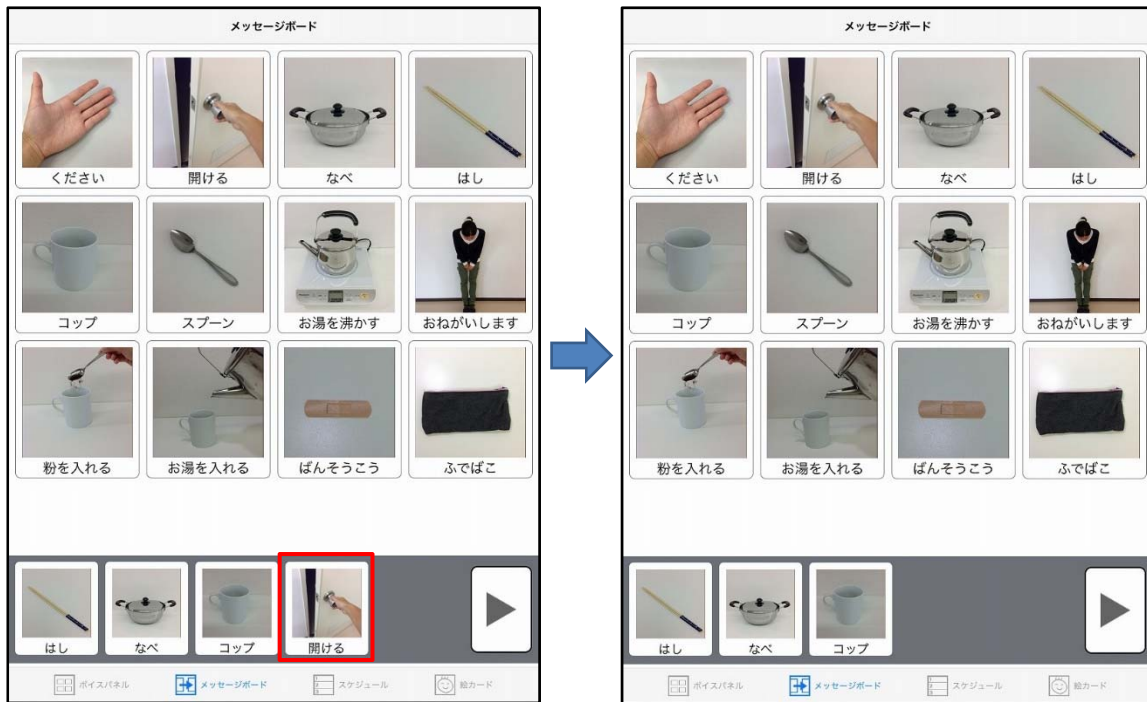 メッセージボード
ください 開ける なべ はし
コップ スプーン お湯を沸かす おねがいします
粉を入れる お湯を入れる ばんそうこう ふでばこ
はし なべ コップ 開ける
ボイスパネル メッセージボード スケジュール 絵カード
メッセージボード
ください 開ける なべ はし
コップ スプーン お湯を沸かす おねがいします
粉を入れる お湯を入れる ばんそうこう ふでばこ
はし なべ コップ
ボイスパネル メッセージボード スケジュール 絵カード